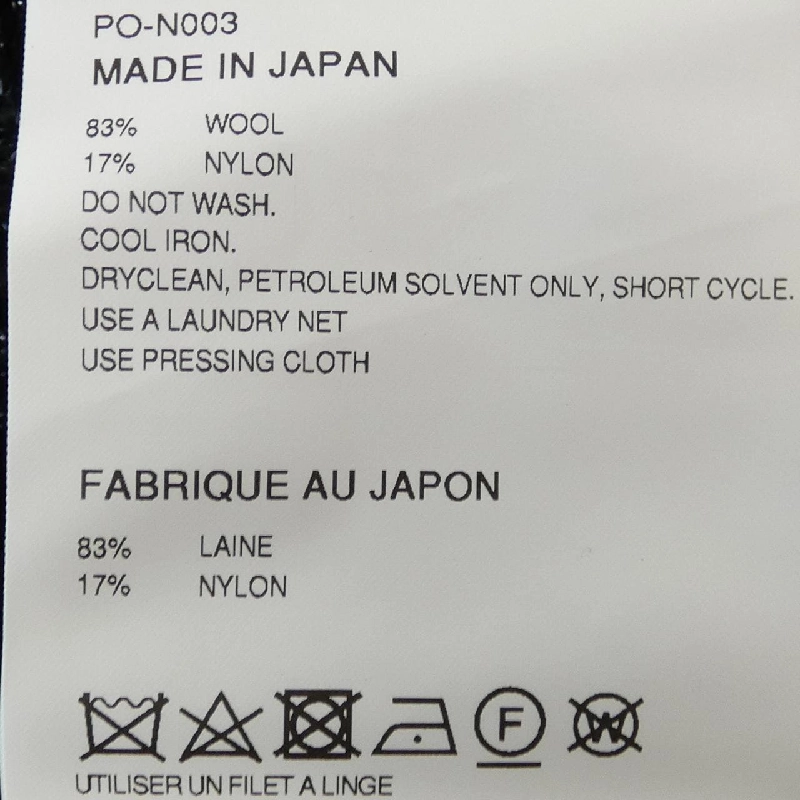 PO-N003
MADE IN JAPAN
83% WOOL
17% NYLON
DO NOT WASH.
COOL IRON.
DRYCLEAN, PETROLEUM SOLVENT ONLY, SHORT CYCLE.
USE A LAUNDRY NET
USE PRESSING CLOTH
FABRIQUE AU JAPON
83% LAINE
17% NYLON
F W
UTILISER UN FILET A LINGE